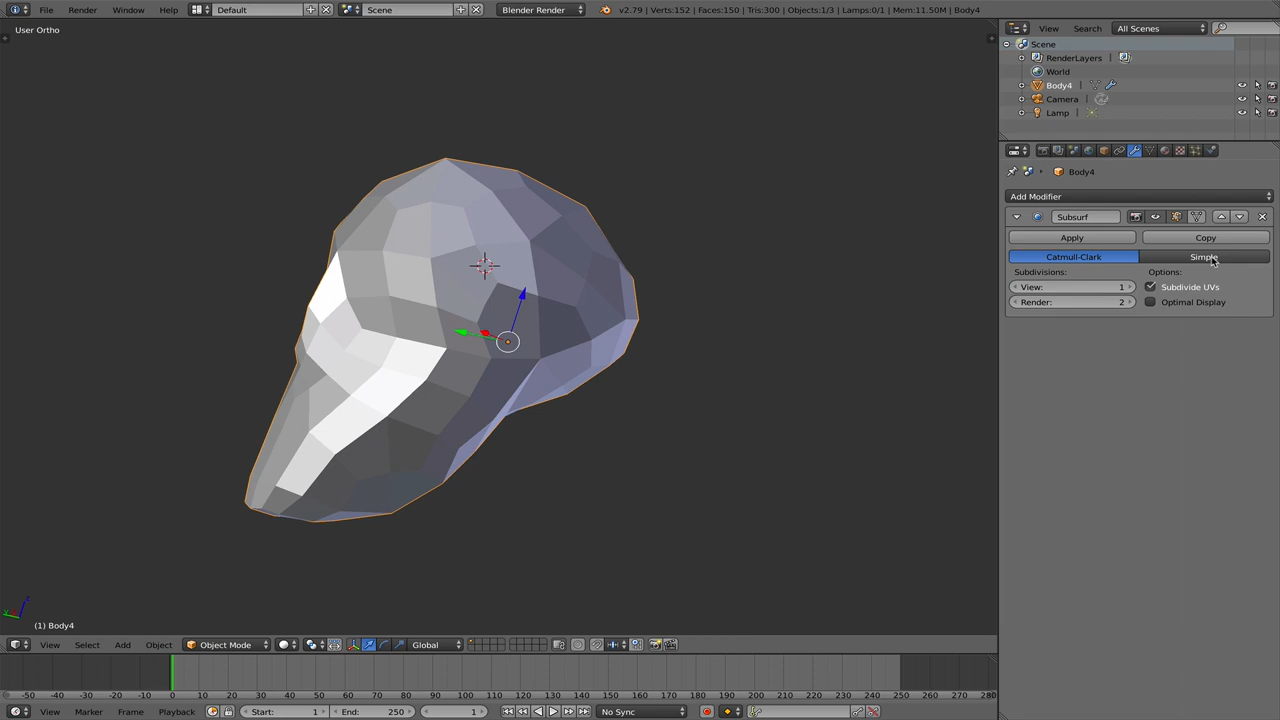 File Render Window Help Default Scene Blender Render v2.79 | Verts:152 | Faces:150 | Tris:300 | Objects:1/3 | Lamps:0/1 | Mem:11.50M | Body4
User Ortho
View Search All Scenes
Scene
RenderLayers |
World
Body4 |
Camera |
Lamp |
Body4
Add Modifier
Subsurf
Apply Copy
Catmull-Clark Simple
Subdivisions: Options:
View: 1 Subdivide UVs
Render: 2 Optimal Display
(1) Body4
View Select Add Object Object Mode Global
-50 -40 -30 -20 -10 0 10 20 30 40 50 60 70 80 90 100 110 120 130 140 150 160 170 180 190 200 210 220 230 240 250 260 270 280
View Marker Frame Playback Start: 1 End: 250 1 No Sync